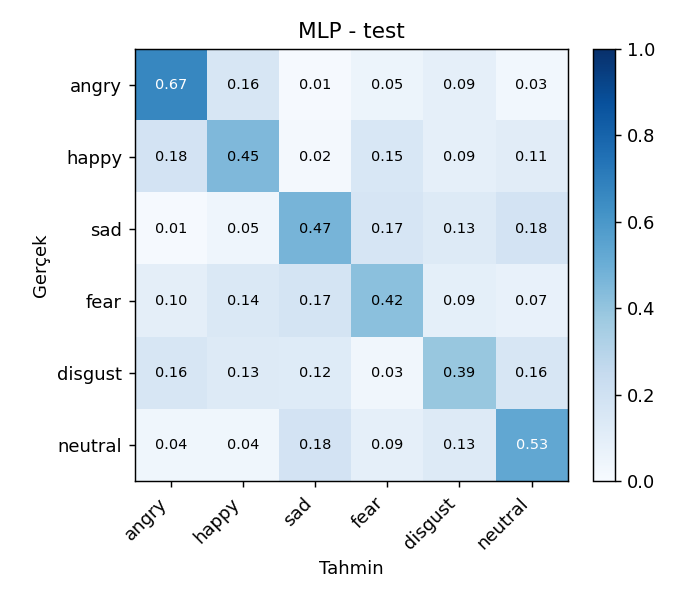 MLP - test
angry 0.67 0.16 0.01 0.05 0.09 0.03
happy 0.18 0.45 0.02 0.15 0.09 0.11
sad 0.01 0.05 0.47 0.17 0.13 0.18
fear 0.10 0.14 0.17 0.42 0.09 0.07
disgust 0.16 0.13 0.12 0.03 0.39 0.16
neutral 0.04 0.04 0.18 0.09 0.13 0.53
Gerçek
angry happy sad fear disgust neutral
Tahmin
1.0
0.8
0.6
0.4
0.2
0.0